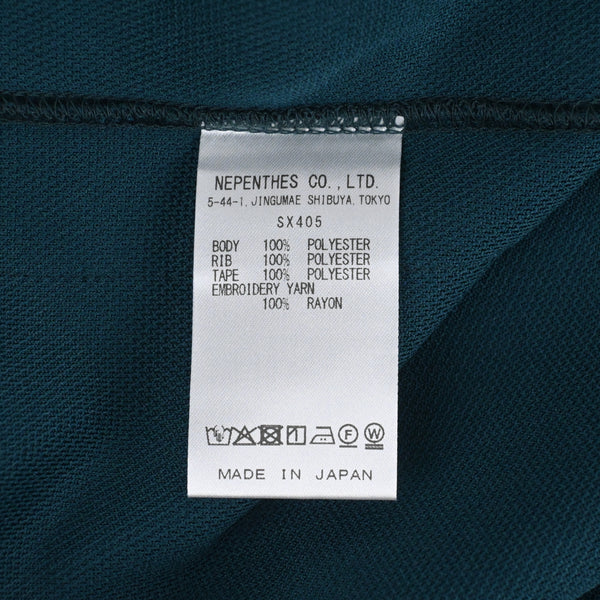 NEPENTHES CO.,LTD.
5-44-1, JINGUMAE SHIBUYA, TOKYO
SX405
BODY 100% POLYESTER
RIB 100% POLYESTER
TAPE 100% POLYESTER
EMBROIDERY YARN
100% RAYON
F W
MADE IN JAPAN